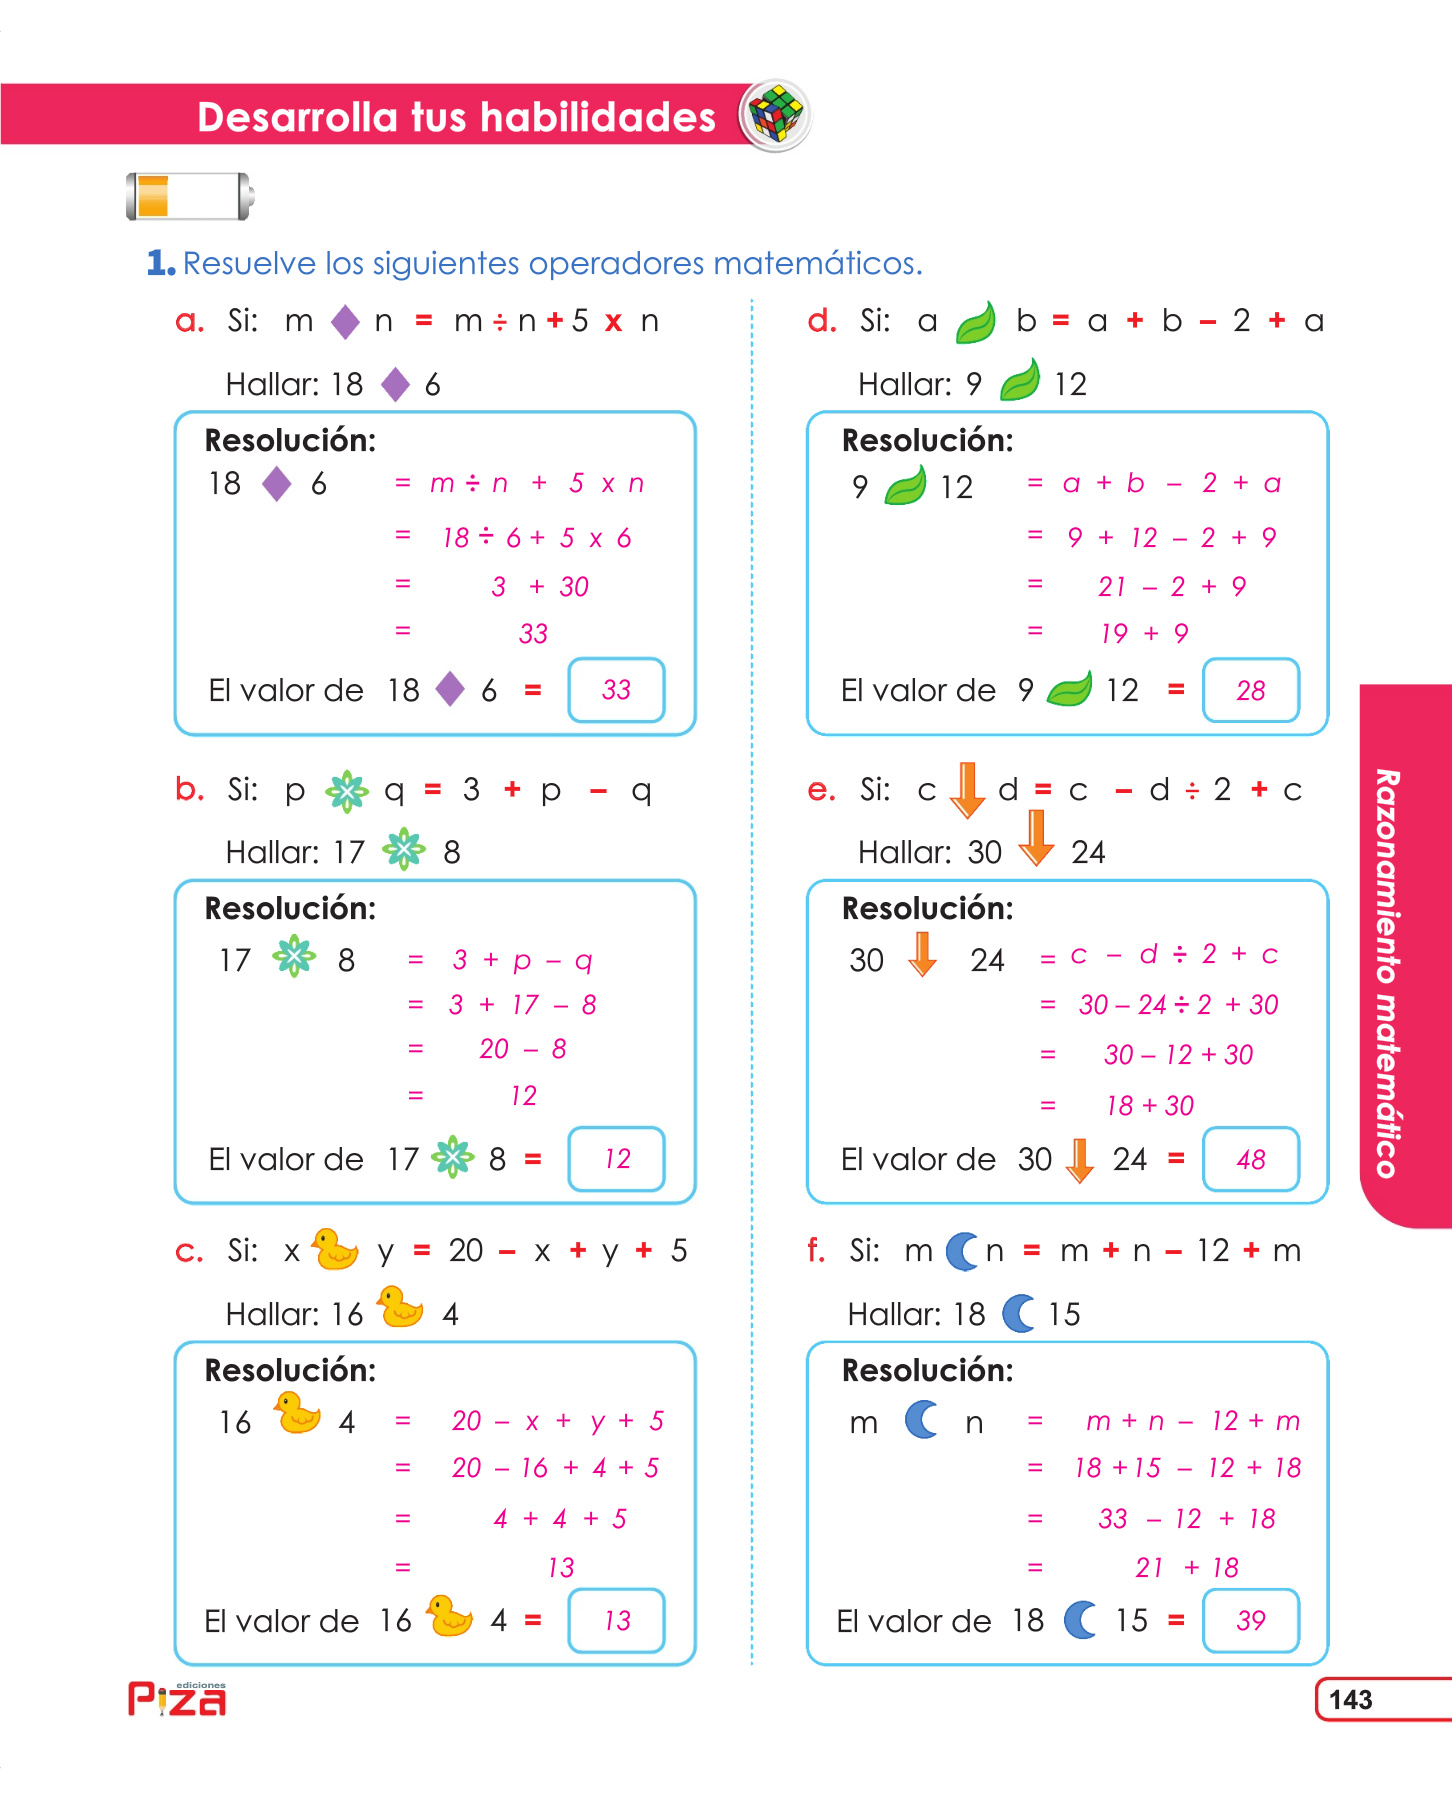 Desarrolla tus habilidades
1. Resuelve los siguientes operadores matemáticos.
a. Si: m n = m ÷ n + 5 x n
Hallar: 18 6
Resolución:
18 6 = m ÷ n + 5 x n
= 18 ÷ 6 + 5 x 6
= 3 + 30
= 33
El valor de 18 6 = 33
b. Si: p q = 3 + p – q
Hallar: 17 8
Resolución:
17 8 = 3 + p – q
= 3 + 17 – 8
= 20 – 8
= 12
El valor de 17 8 = 12
c. Si: x y = 20 – x + y + 5
Hallar: 16 4
Resolución:
16 4 = 20 – x + y + 5
= 20 – 16 + 4 + 5
= 4 + 4 + 5
= 13
El valor de 16 4 = 13
d. Si: a b = a + b – 2 + a
Hallar: 9 12
Resolución:
9 12 = a + b – 2 + a
= 9 + 12 – 2 + 9
= 21 – 2 + 9
= 19 + 9
El valor de 9 12 = 28
e. Si: c d = c – d ÷ 2 + c
Hallar: 30 24
Resolución:
30 24 = c – d ÷ 2 + c
= 30 – 24 ÷ 2 + 30
= 30 – 12 + 30
= 18 + 30
El valor de 30 24 = 48
f. Si: m n = m + n – 12 + m
Hallar: 18 15
Resolución:
m n = m + n – 12 + m
= 18 + 15 – 12 + 18
= 33 – 12 + 18
= 21 + 18
El valor de 18 15 = 39
Razonamiento matemático
ediciones
Piza
143